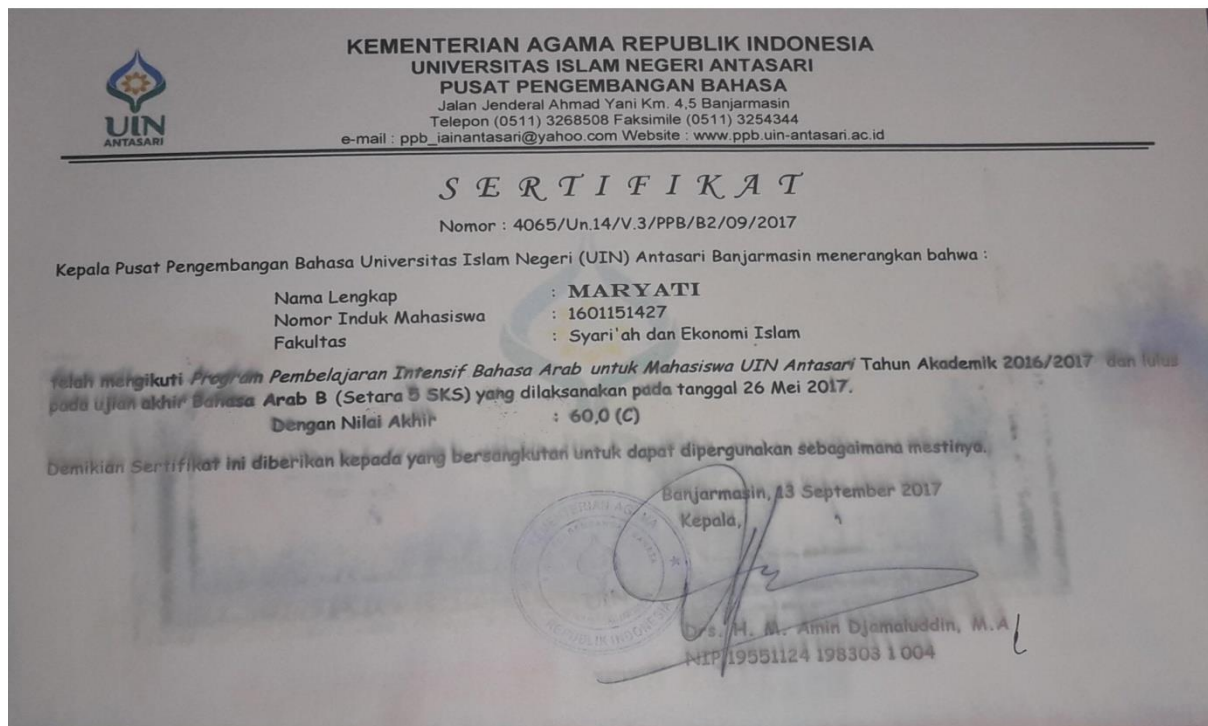 UIN
ANTASARI
KEMENTERIAN AGAMA REPUBLIK INDONESIA
UNIVERSITAS ISLAM NEGERI ANTASARI
PUSAT PENGEMBANGAN BAHASA
Jalan Jenderal Ahmad Yani Km. 4,5 Banjarmasin
Telepon (0511) 3268508 Faksimile (0511) 3254344
e-mail : ppb_iainantasari@yahoo.com Website : www.ppb.uin-antasari.ac.id
SERTIFIKAT
Nomor : 4065/Un.14/V.3/PPB/B2/09/2017
Kepala Pusat Pengembangan Bahasa Universitas Islam Negeri (UIN) Antasari Banjarmasin menerangkan bahwa :
Nama Lengkap : MARYATI
Nomor Induk Mahasiswa : 1601151427
Fakultas : Syari'ah dan Ekonomi Islam
telah mengikuti Program Pembelajaran Intensif Bahasa Arab untuk Mahasiswa UIN Antasari Tahun Akademik 2016/2017 dan lulus
pada ujian akhir Bahasa Arab B (Setara 5 SKS) yang dilaksanakan pada tanggal 26 Mei 2017.
Dengan Nilai Akhir : 60,0 (C)
Demikian Sertifikat ini diberikan kepada yang bersangkutan untuk dapat dipergunakan sebagaimana mestinya.
Banjarmasin, 13 September 2017
Kepala,
KEMENTERIAN AGAMA
REPUBLIK INDONESIA
Drs. H. M. Amin Djamaluddin, M.A
NIP 19551124 198303 1 004